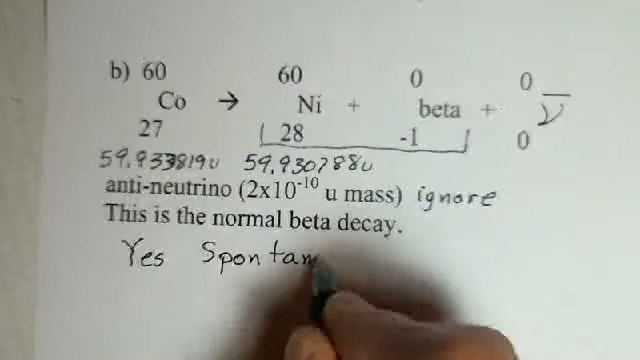 b) 60 60 0 0
Co → Ni + beta + ν̅
27 28 -1 0
59.933819u 59.930788u
anti-neutrino (2x10⁻¹⁰ u mass) ignore
This is the normal beta decay.
Yes Spontan